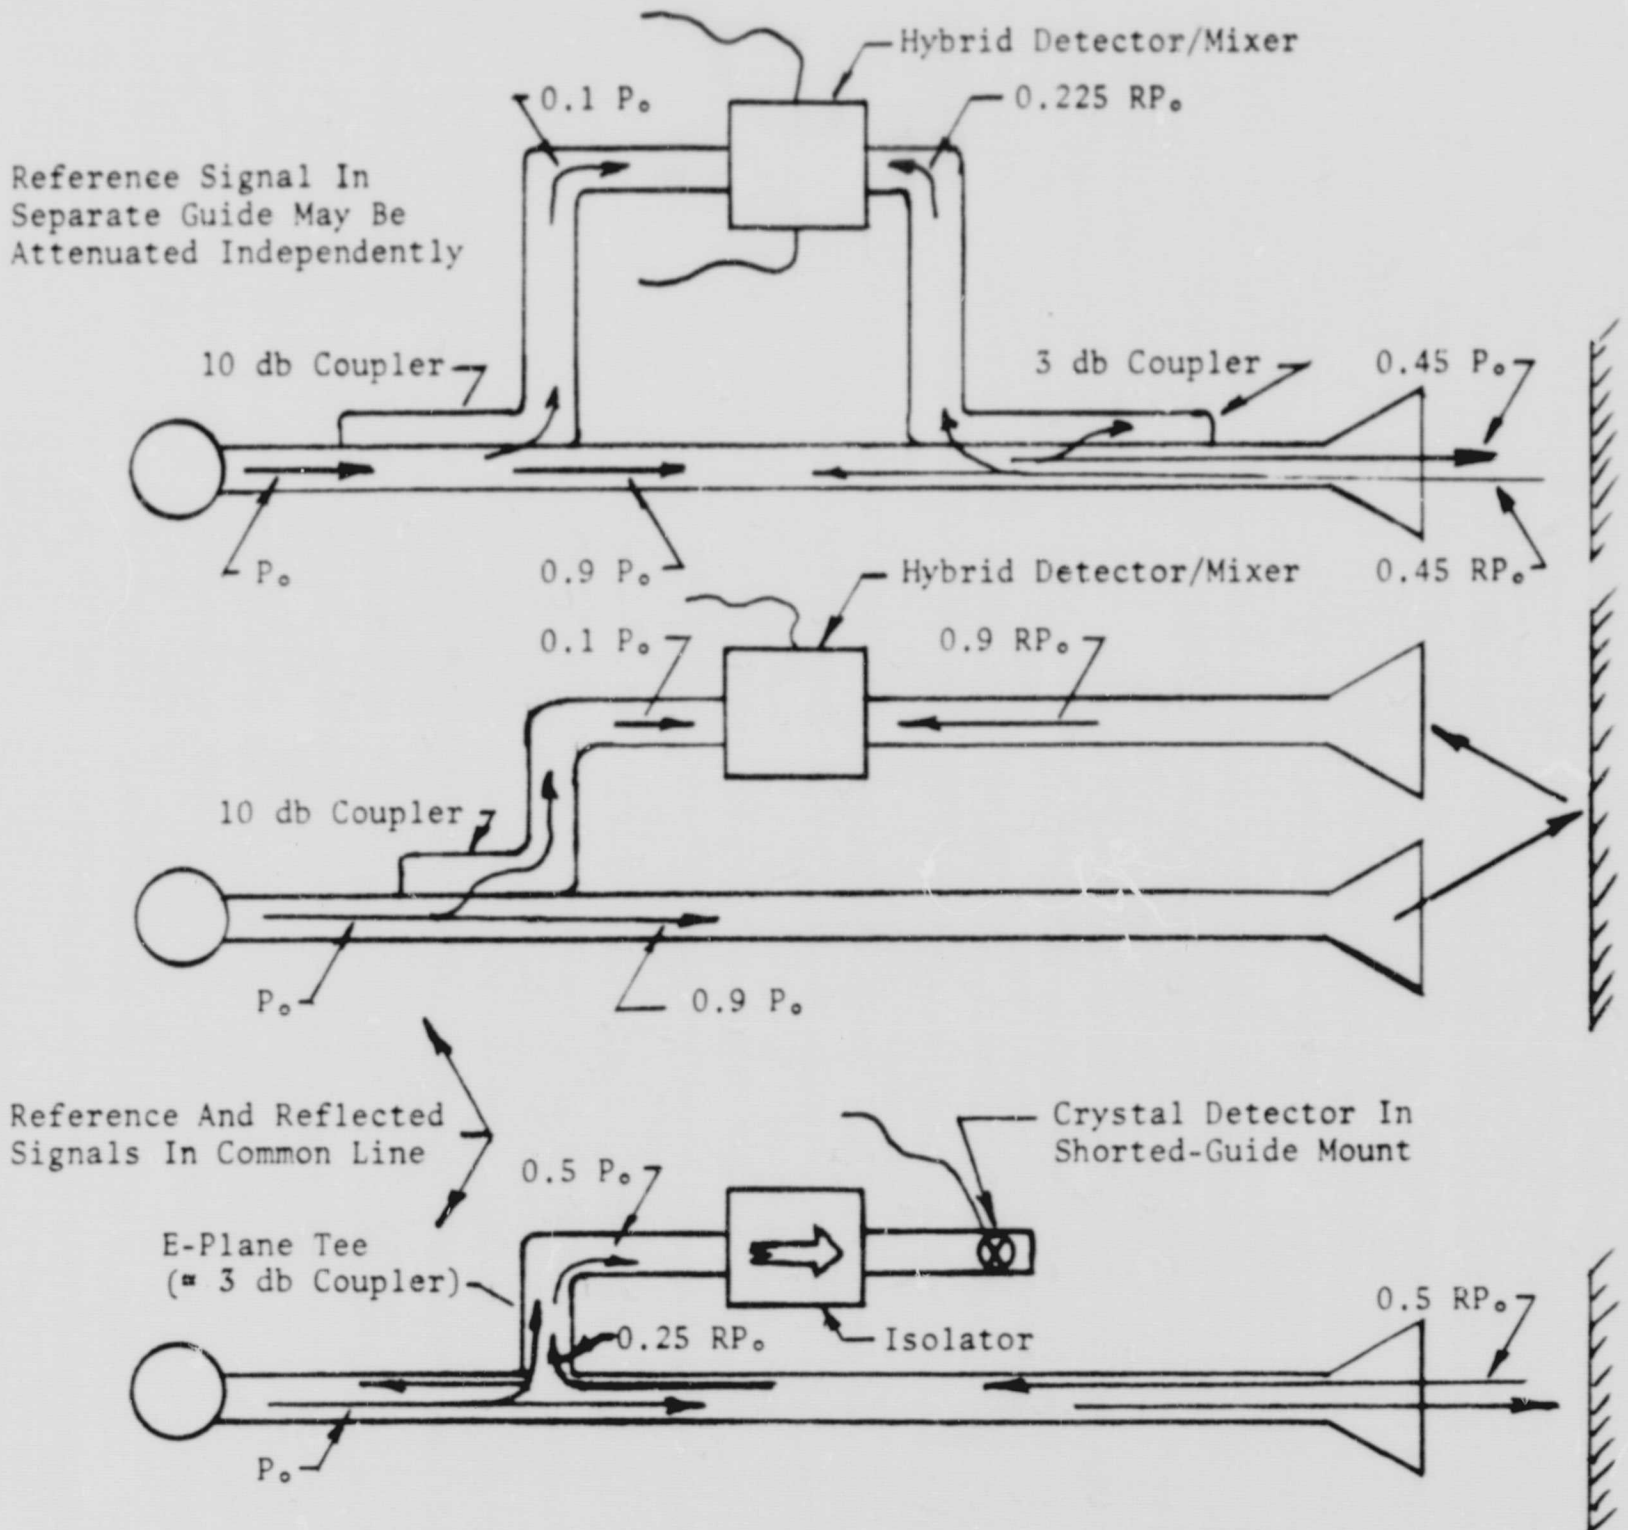 Hybrid Detector/Mixer
0.1 P₀
0.225 RP₀
Reference Signal In
Separate Guide May Be
Attenuated Independently
10 db Coupler
3 db Coupler
0.45 P₀
P₀
0.9 P₀
0.45 RP₀
Hybrid Detector/Mixer
0.1 P₀
0.9 RP₀
10 db Coupler
P₀
0.9 P₀
Reference And Reflected
Signals In Common Line
Crystal Detector In
Shorted-Guide Mount
0.5 P₀
E-Plane Tee
(≈ 3 db Coupler)
0.25 RP₀
Isolator
0.5 RP₀
P₀